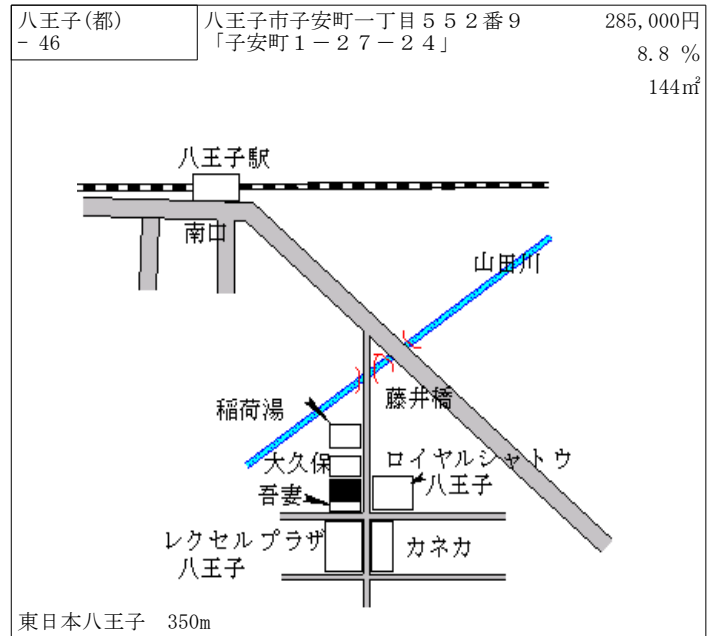 八王子(都)
- 46
八王子市子安町一丁目５５２番９
「子安町１－２７－２４」
285,000円
8.8 %
144㎡
八王子駅
南口
山田川
藤井橋
稲荷湯
大久保
吾妻
ロイヤルシャトウ
八王子
レクセルプラザ
八王子
カネカ
東日本八王子　350m